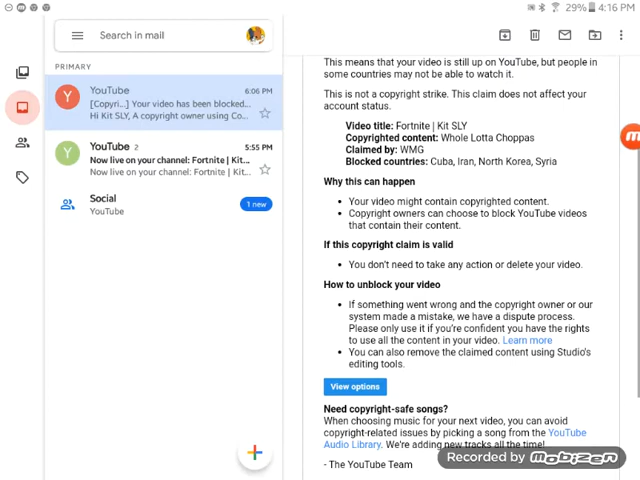 29% 4:16 PM
Search in mail
PRIMARY
Y
YouTube
6:06 PM
[Copyri...] Your video has been blocked...
Hi Kit SLY, A copyright owner using Co...
Y
YouTube 2
5:55 PM
Now live on your channel: Fortnite | Kit...
Now live on your channel: Fortnite | Kit...
Social
YouTube
1 new
This means that your video is still up on YouTube, but people in
some countries may not be able to watch it.
This is not a copyright strike. This claim does not affect your
account status.
Video title: Fortnite | Kit SLY
Copyrighted content: Whole Lotta Choppas
Claimed by: WMG
Blocked countries: Cuba, Iran, North Korea, Syria
Why this can happen
• Your video might contain copyrighted content.
• Copyright owners can choose to block YouTube videos
that contain their content.
If this copyright claim is valid
• You don't need to take any action or delete your video.
How to unblock your video
• If something went wrong and the copyright owner or our
system made a mistake, we have a dispute process.
Please only use it if you're confident you have the rights
to use all the content in your video. Learn more
• You can also remove the claimed content using Studio's
editing tools.
View options
Need copyright-safe songs?
When choosing music for your next video, you can avoid
copyright-related issues by picking a song from the YouTube
Audio Library. We're adding new tracks all the time!
- The YouTube Team
Recorded by mobizen